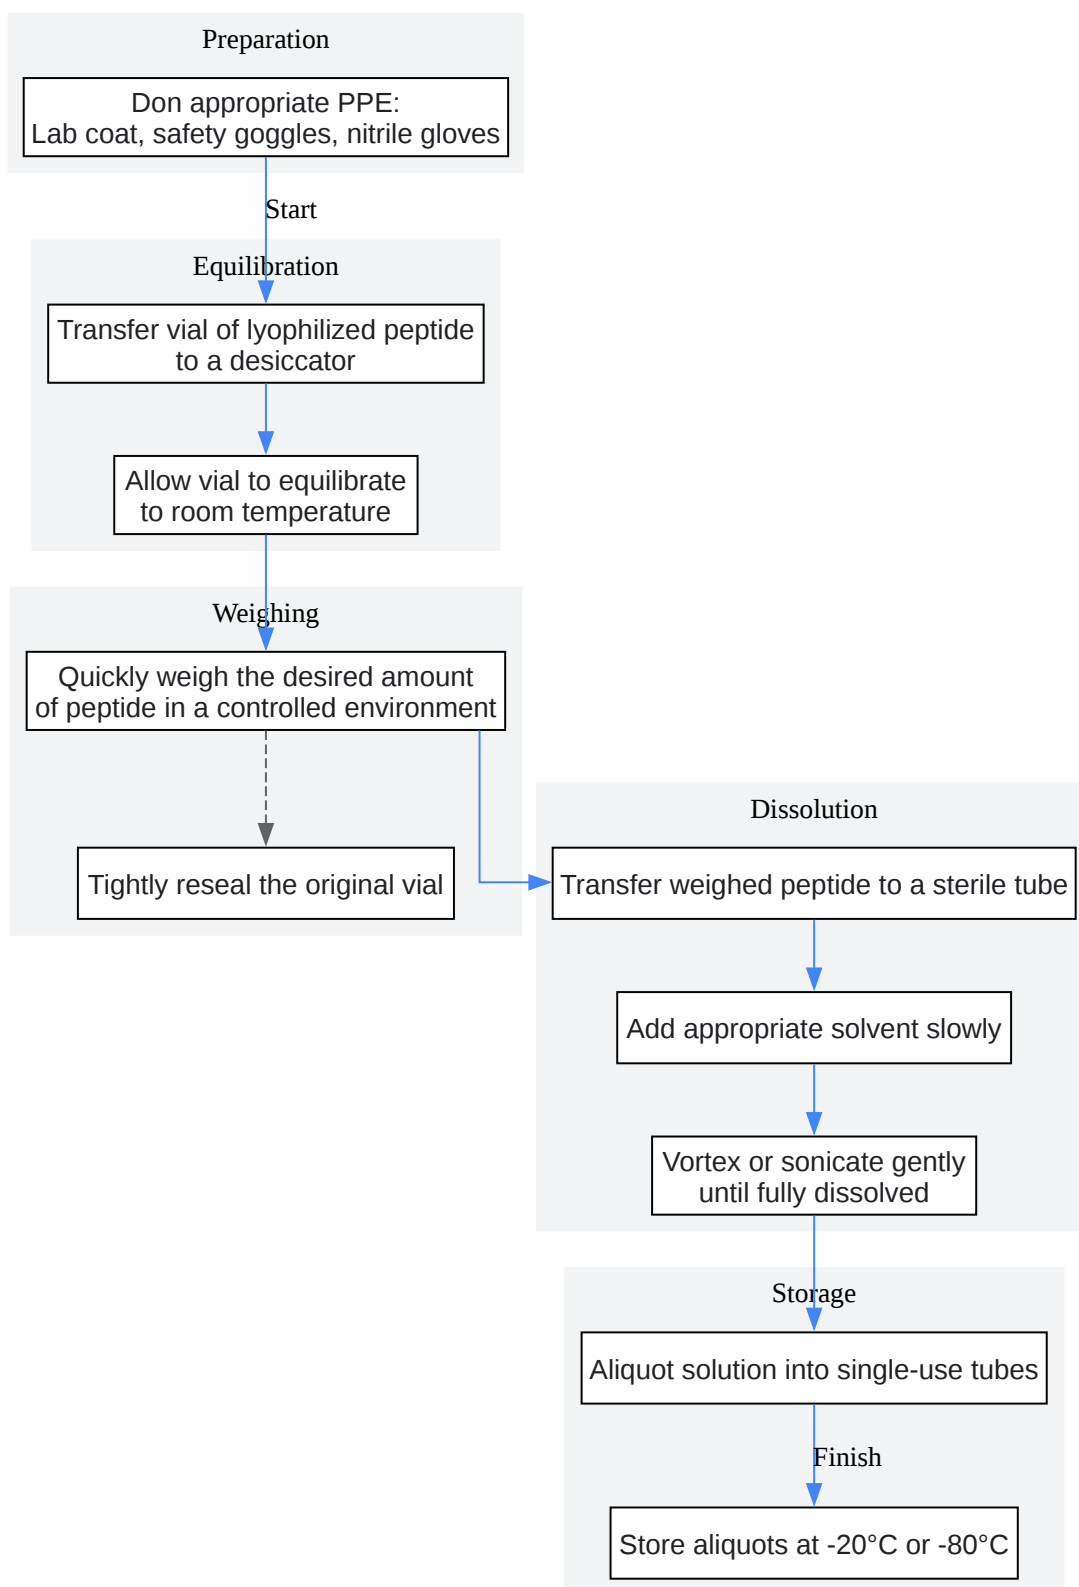 Preparation
Don appropriate PPE:
Lab coat, safety goggles, nitrile gloves
Start
Equilibration
Transfer vial of lyophilized peptide
to a desiccator
Allow vial to equilibrate
to room temperature
Weighing
Quickly weigh the desired amount
of peptide in a controlled environment
Tightly reseal the original vial
Dissolution
Transfer weighed peptide to a sterile tube
Add appropriate solvent slowly
Vortex or sonicate gently
until fully dissolved
Storage
Aliquot solution into single-use tubes
Finish
Store aliquots at -20°C or -80°C